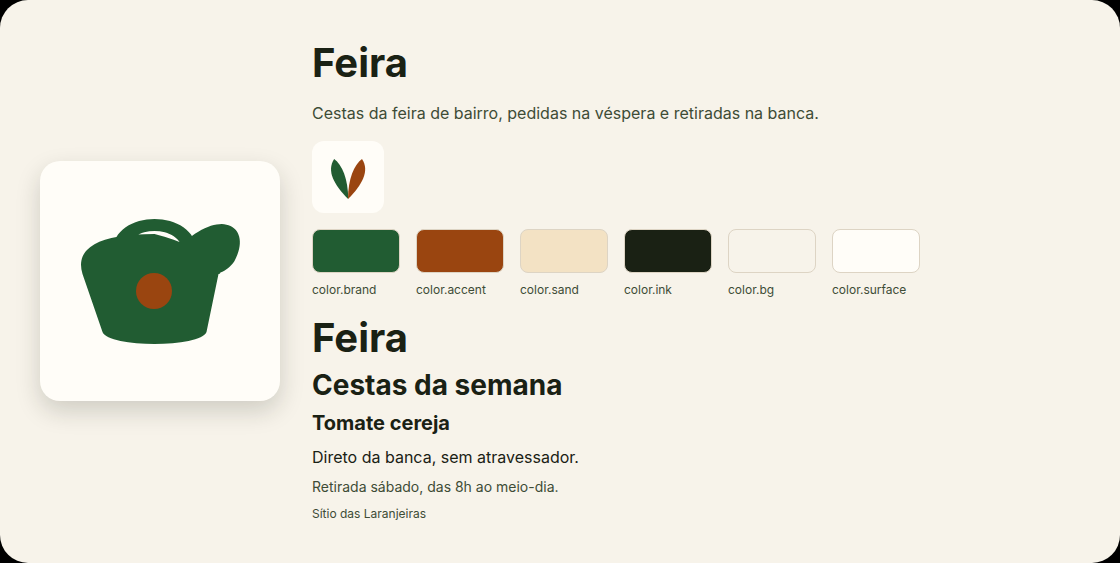 Feira
Cestas da feira de bairro, pedidas na véspera e retiradas na banca.
color.brand
color.accent
color.sand
color.ink
color.bg
color.surface
Feira
Cestas da semana
Tomate cereja
Direto da banca, sem atravessador.
Retirada sábado, das 8h ao meio-dia.
Sítio das Laranjeiras